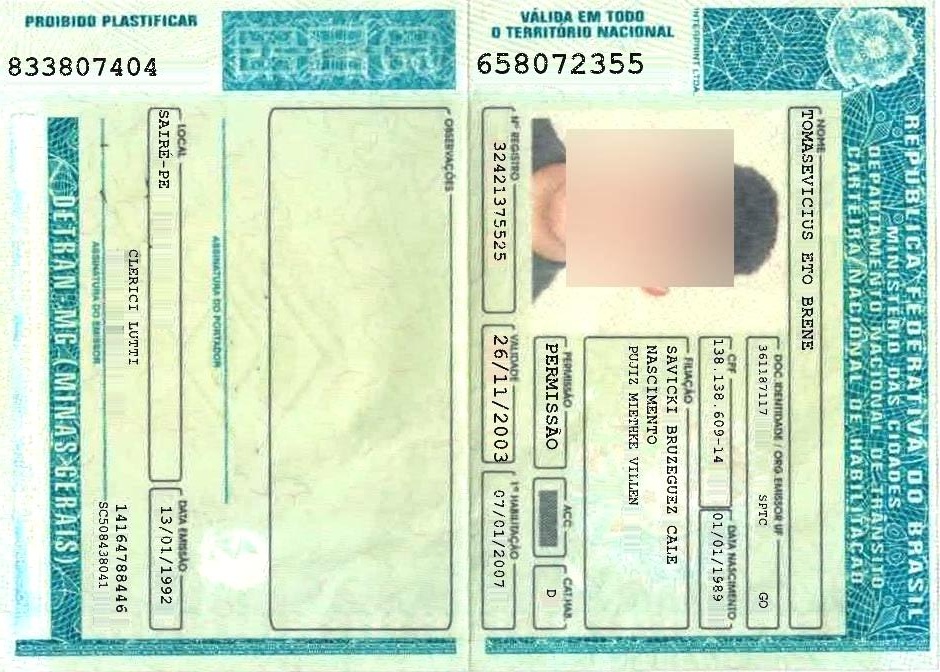 VÁLIDA EM TODO
O TERRITÓRIO NACIONAL
658072355
INTERPRINT LTDA
REPÚBLICA FEDERATIVA DO BRASIL
MINISTÉRIO DAS CIDADES
DEPARTAMENTO NACIONAL DE TRÂNSITO
CARTEIRA NACIONAL DE HABILITAÇÃO
NOME
TOMASEVICIUS ETO BRENE
DOC. IDENTIDADE / ORG EMISSOR UF
361187117 SPTC GO
CPF
138.138.609-14
DATA NASCIMENTO
01/01/1989
FILIAÇÃO
SAVICKI BRUZEGUEZ CALE
NASCIMENTO
PUJIZ MIETHKE VILLEN
PERMISSÃO
PERMISSÃO
ACC
CAT.HAB.
D
Nº REGISTRO
32421375525
VALIDADE
26/11/2003
1ª HABILITAÇÃO
07/01/2007
PROIBIDO PLASTIFICAR
833807404
OBSERVAÇÕES
ASSINATURA DO PORTADOR
LOCAL
SAIRÉ-PE
DATA EMISSÃO
13/01/1992
CLERICI LUTTI
ASSINATURA DO EMISSOR
14164788446
SC508438041
DETRAN-MG (MINAS GERAIS)